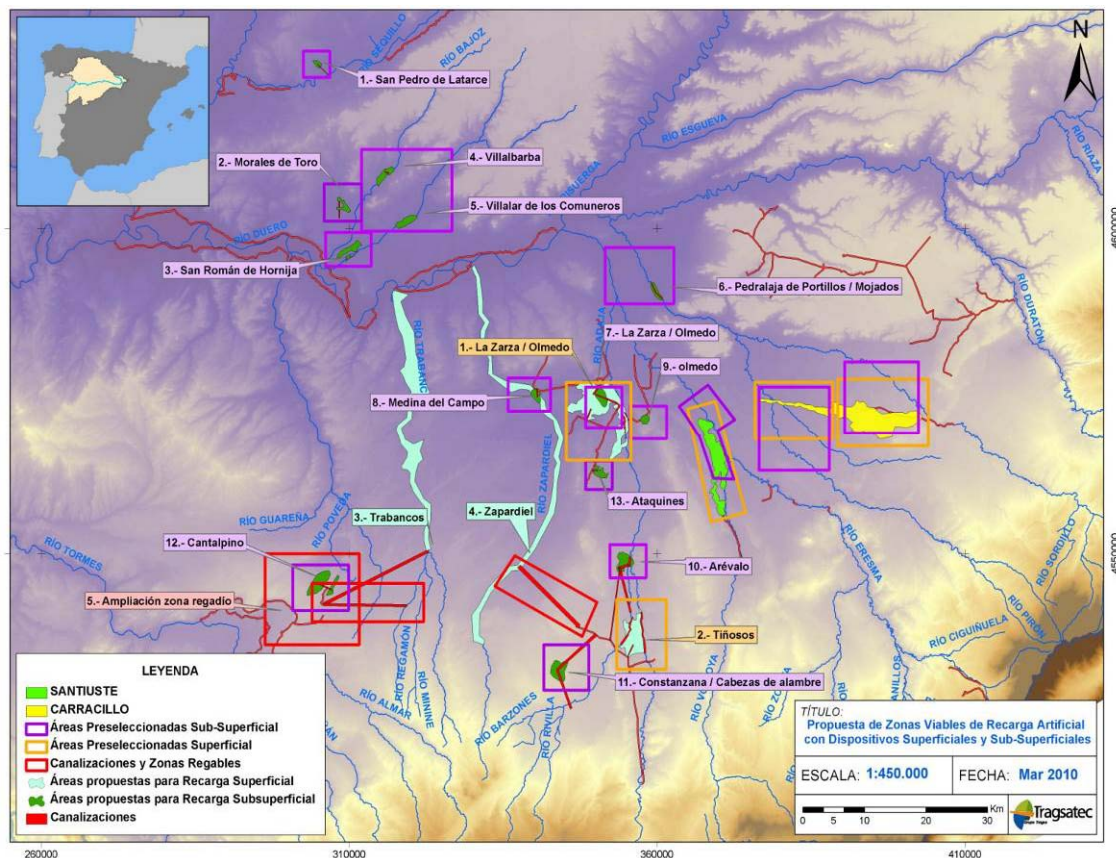 N
RÍO SEQUILLO
RÍO BAJOZ
1.- San Pedro de Latarce
RÍO ESGUEVA
RÍO RIAZA
2.- Morales de Toro
4.- Villalbarba
5.- Villalar de los Comuneros
RÍO DUERO
3.- San Román de Hornija
4600000
6.- Pedralaja de Portillos / Mojados
RÍO DURATÓN
RÍO ADAJA
7.- La Zarza / Olmedo
1.- La Zarza / Olmedo
9.- olmedo
8.- Medina del Campo
RÍO ZAPARDIEL
13.- Ataquines
RÍO GUAREÑA
RÍO POVEDA
3.- Trabancos
4.- Zapardiel
12.- Cantalpino
RÍO TORMES
10.- Arévalo
4550000
RÍO ERESMA
RÍO SORDILLO
RÍO PIRÓN
RÍO CIGUIÑUELA
5.- Ampliación zona regadío
2.- Tiñosos
RÍO REGAMÓN
RÍO MININE
RÍO ALMAR
11.- Constanzana / Cabezas de alambre
RÍO BARZONES
RÍO RIVILLA
LEYENDA
SANTIUSTE
CARRACILLO
Áreas Preseleccionadas Sub-Superficial
Áreas Preseleccionadas Superficial
Canalizaciones y Zonas Regables
Áreas propuestas para Recarga Superficial
Áreas propuestas para Recarga Subsuperficial
Canalizaciones
TÍTULO:
Propuesta de Zonas Viables de Recarga Artificial
con Dispositivos Superficiales y Sub-Superficiales
ESCALA: 1:450.000
FECHA: Mar 2010
0 5 10 20 30 Km
Tragsatec
260000 310000 360000 410000